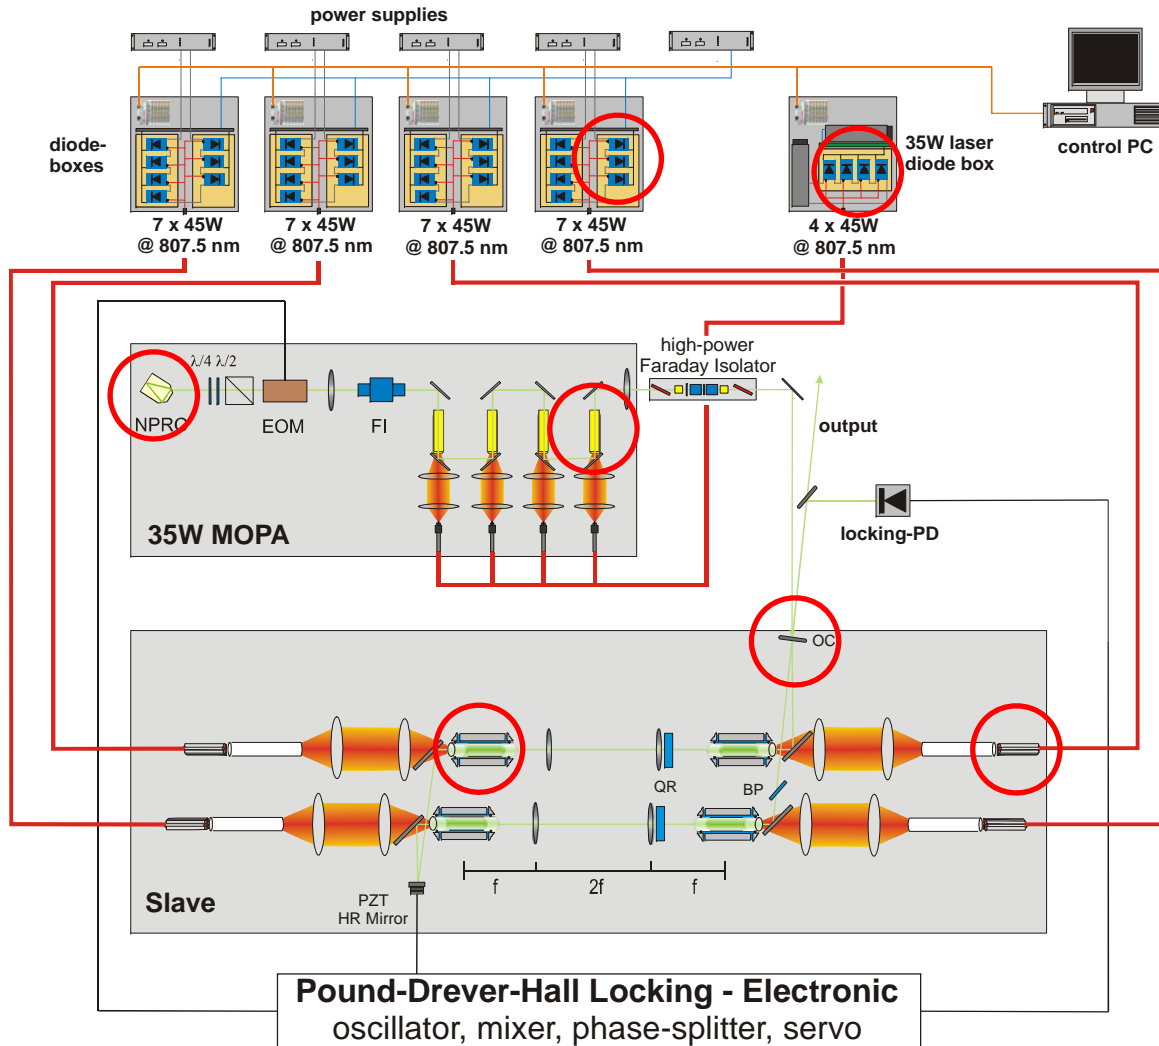 power supplies
diode-
boxes
35W laser
diode box
control PC
7 x 45W
@ 807.5 nm
7 x 45W
@ 807.5 nm
7 x 45W
@ 807.5 nm
7 x 45W
@ 807.5 nm
4 x 45W
@ 807.5 nm
high-power
Faraday Isolator
λ/4 λ/2
NPRO
EOM
FI
output
35W MOPA
locking-PD
OC
QR
BP
f
2f
f
PZT
HR Mirror
Slave
Pound-Drever-Hall Locking - Electronic
oscillator, mixer, phase-splitter, servo